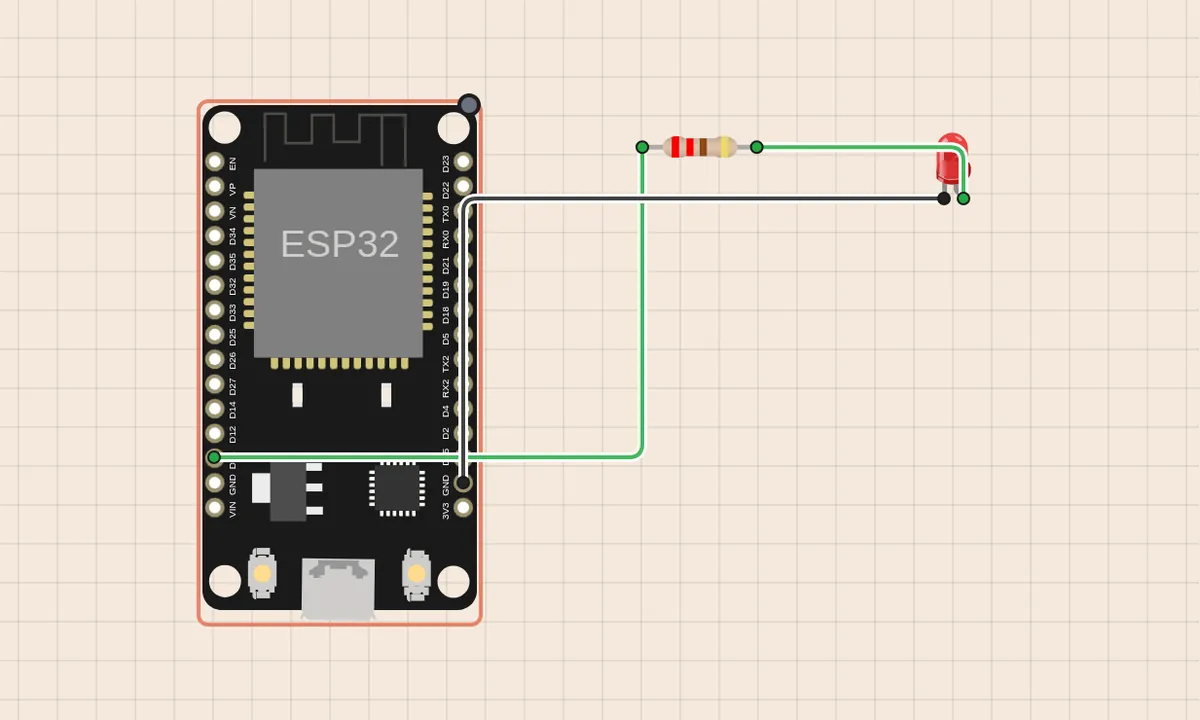 ESP32
EN
VP
VN
D34
D35
D32
D33
D25
D26
D27
D14
D12
GND
VIN
D23
D22
TX0
RX0
D21
D19
D18
D5
TX2
RX2
D4
D2
GND
3V3